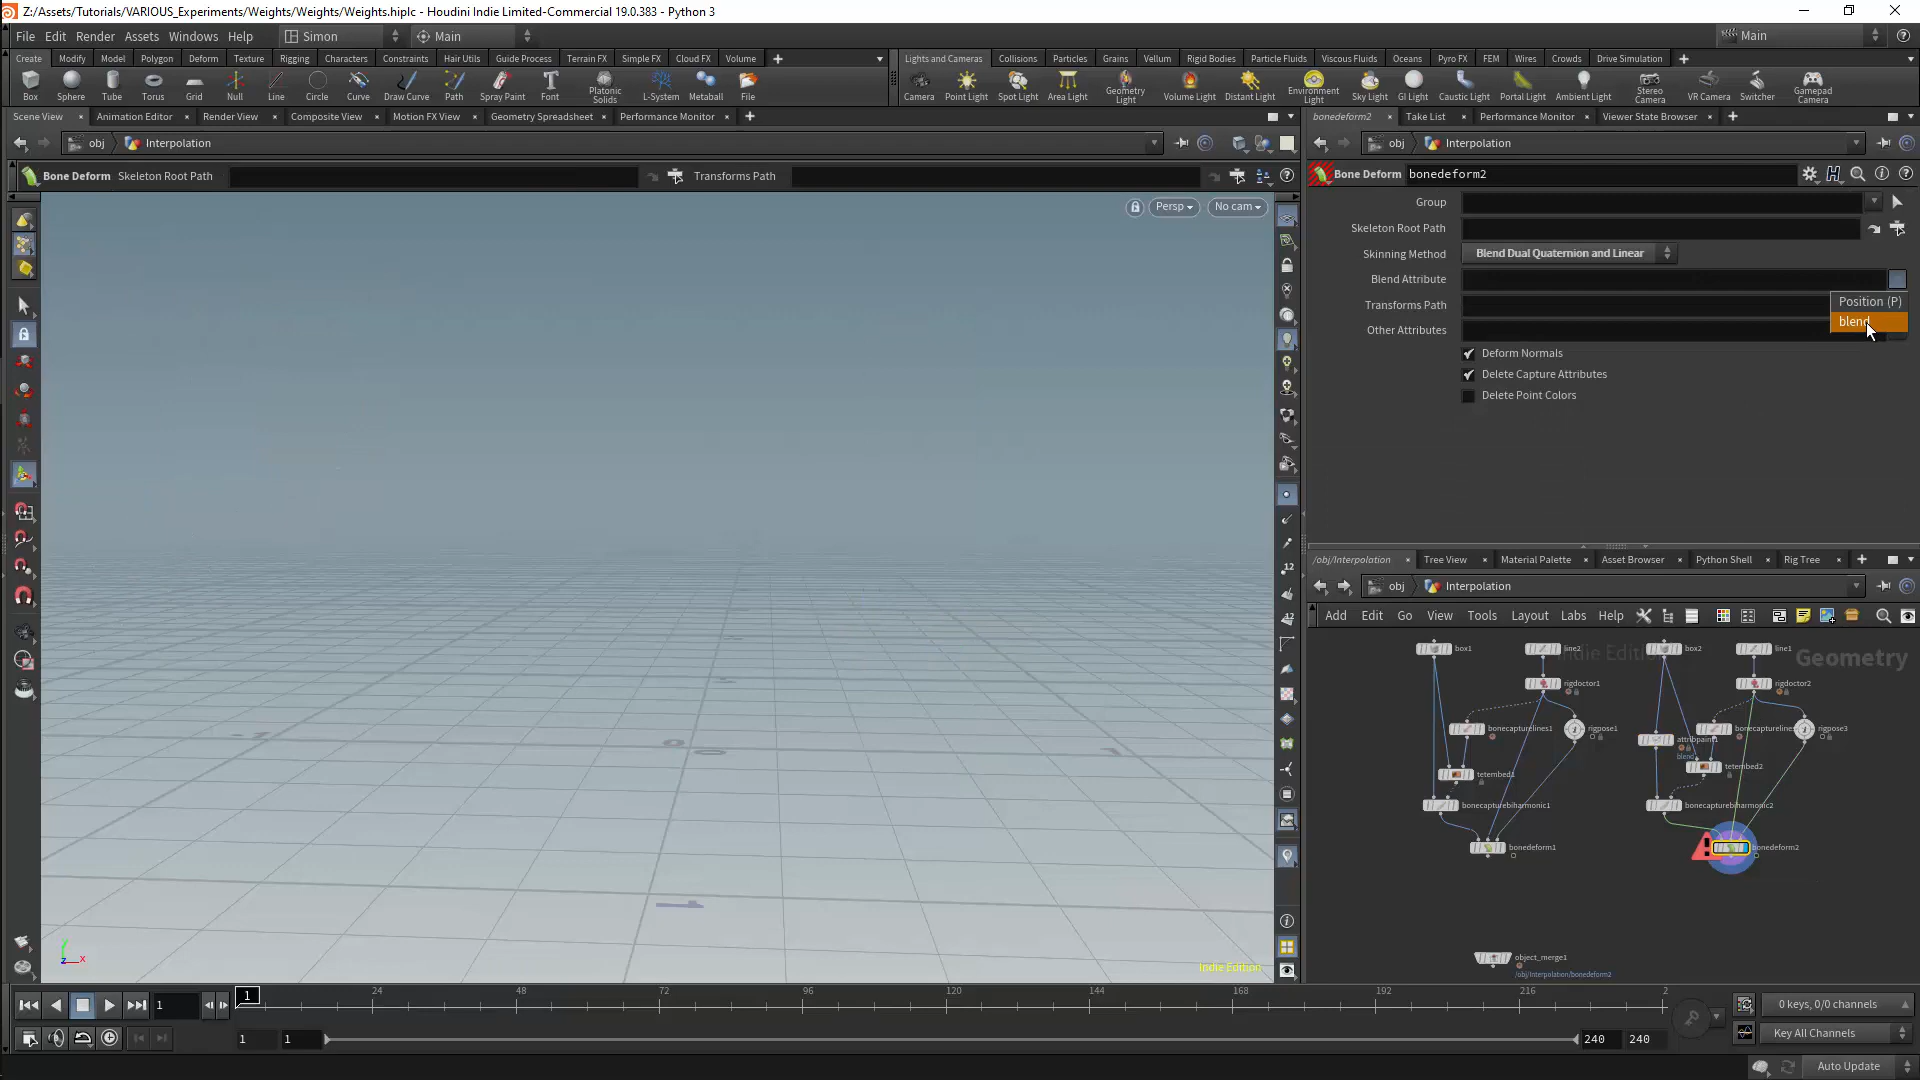 Z:/Assets/Tutorials/VARIOUS_Experiments/Weights/Weights/Weights.hiplc - Houdini Indie Limited-Commercial 19.0.383 - Python 3
File Edit Render Assets Windows Help Simon Main Main
Create Modify Model Polygon Deform Texture Rigging Characters Constraints Hair Utils Guide Process Terrain FX Simple FX Cloud FX Volume
Lights and Cameras Collisions Particles Grains Vellum Rigid Bodies Particle Fluids Viscous Fluids Oceans Pyro FX FEM Wires Crowds Drive Simulation
Box Sphere Tube Torus Grid Null Line Circle Curve Draw Curve Path Spray Paint Font Platonic Solids L-System Metaball File
Camera Point Light Spot Light Area Light Geometry Light Volume Light Distant Light Environment Light Sky Light GI Light Caustic Light Portal Light Ambient Light Stereo Camera VR Camera Switcher Gamepad Camera
Scene View Animation Editor Render View Composite View Motion FX View Geometry Spreadsheet Performance Monitor
bonedeform2 Take List Performance Monitor Viewer State Browser
obj Interpolation
obj Interpolation
Bone Deform Skeleton Root Path Transforms Path
Bone Deform bonedeform2
Persp No cam
Group
Skeleton Root Path
Skinning Method Blend Dual Quaternion and Linear
Blend Attribute
Transforms Path
Position (P)
blend
Other Attributes
Deform Normals
Delete Capture Attributes
Delete Point Colors
/obj/Interpolation Tree View Material Palette Asset Browser Python Shell Rig Tree
obj Interpolation
Add Edit Go View Tools Layout Labs Help
Indie Edition
Geometry
box1 line2 box2 line1
rigdoctor1 rigdoctor2
bonecapturelines1 rigpose1 bonecapturelines rigpose3
attribpaint1
blend
tetembed1 tetembed2
bonecapturebiharmonic1 bonecapturebiharmonic2
bonedeform1 bonedeform2
object_merge1
/obj/Interpolation/bonedeform2
Indie Edition
z x
1 1 24 48 72 96 120 144 168 192 216 2
0 keys, 0/0 channels
1 1 240 240
Key All Channels
Auto Update